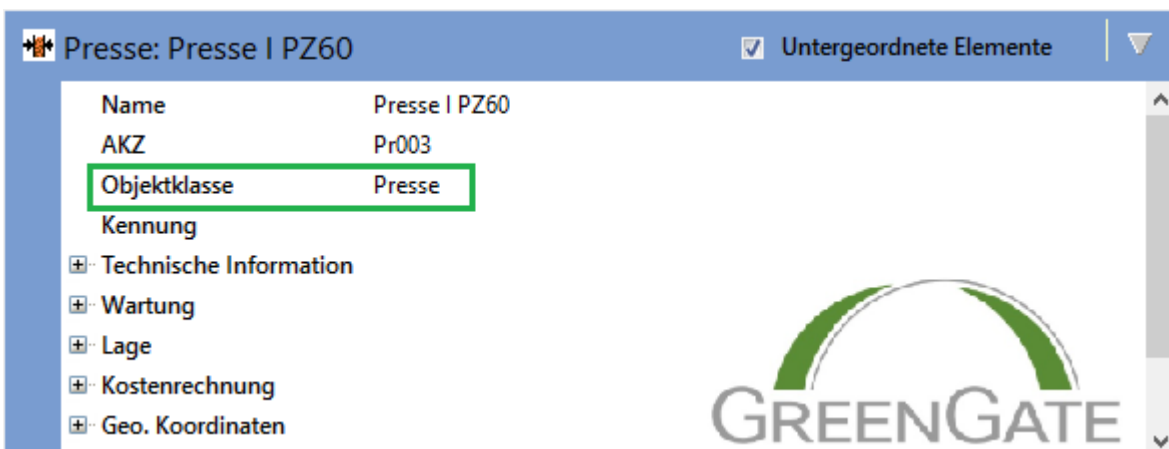 Presse: Presse I PZ60 Untergeordnete Elemente
Name Presse I PZ60
AKZ Pr003
Objektklasse Presse
Kennung
Technische Information
Wartung
Lage
Kostenrechnung
Geo. Koordinaten
GREENGATE